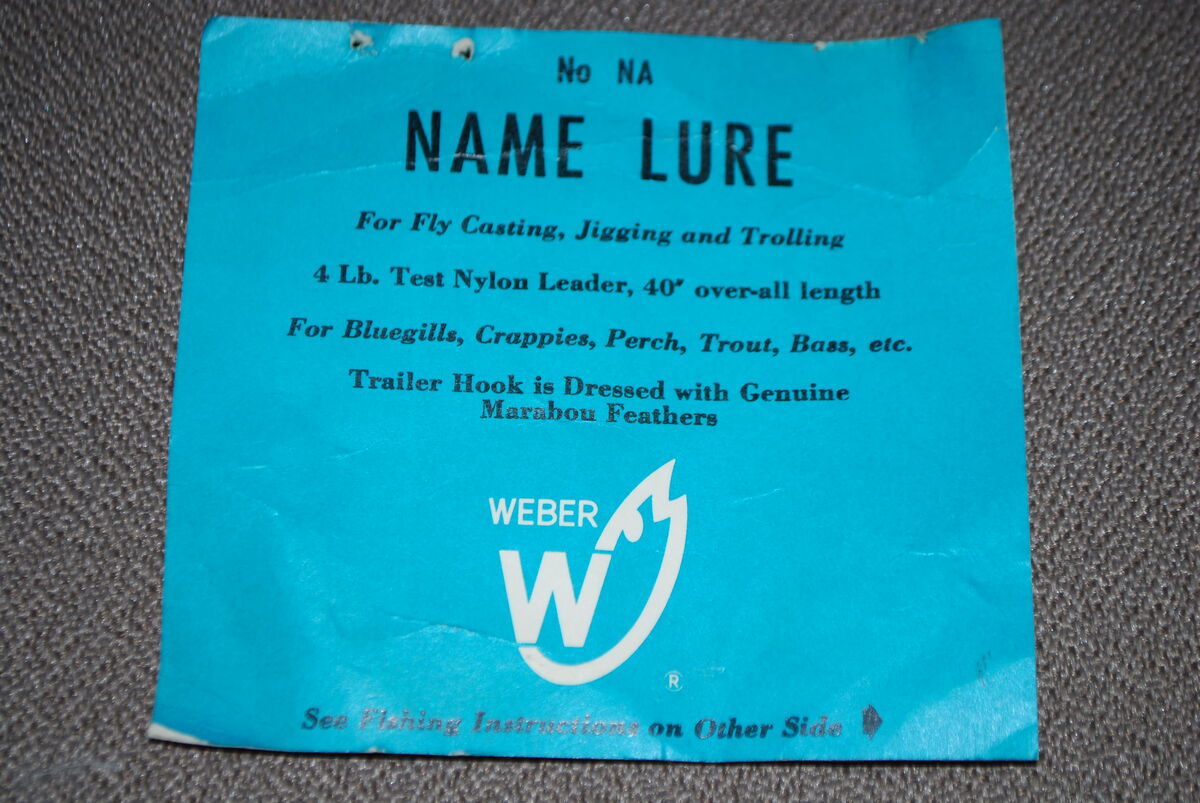 No NA
NAME LURE
For Fly Casting, Jigging and Trolling
4 Lb. Test Nylon Leader, 40″ over-all length
For Bluegills, Crappies, Perch, Trout, Bass, etc.
Trailer Hook is Dressed with Genuine
Marabou Feathers
WEBER
W
®
See Fishing Instructions on Other Side